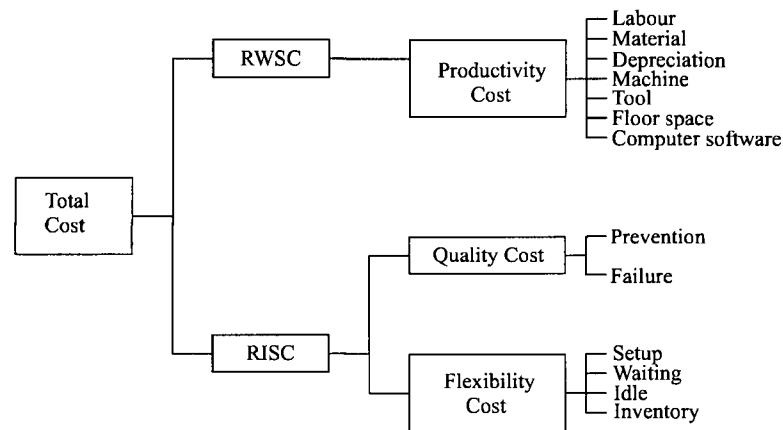 RWSC
Productivity
Cost
Labour
Material
Depreciation
Machine
Tool
Floor space
Computer software
Total
Cost
RISC
Quality Cost
Prevention
Failure
Flexibility
Cost
Setup
Waiting
Idle
Inventory